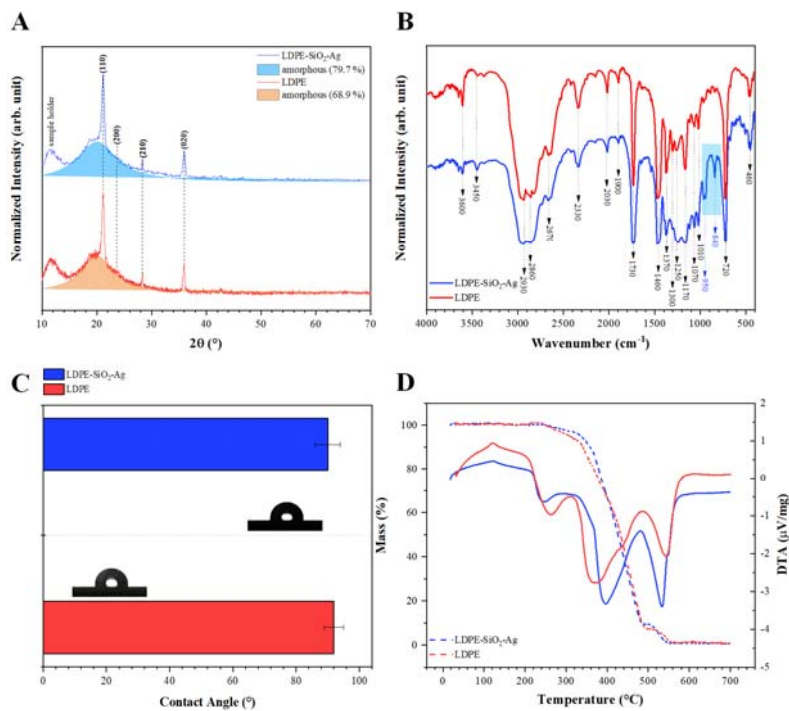 A
LDPE-SiO₂-Ag
amorphous (79.7 %)
LDPE
amorphous (68.9 %)
sample holder
(110)
(200)
(210)
(020)
Normalized Intensity (arb. unit)
10 20 30 40 50 60 70
2θ (°)
B
Normalized Intensity (arb. unit)
3600
3450
2930
2860
2670
2330
2030
1900
1730
1460
1370
1300
1250
1170
1070
1010
950
840
720
460
LDPE-SiO₂-Ag
LDPE
4000 3500 3000 2500 2000 1500 1000 500
Wavenumber (cm⁻¹)
C
LDPE-SiO₂-Ag
LDPE
0 20 40 60 80 100
Contact Angle (°)
D
Mass (%)
100
80
60
40
20
0
2
1
0
-1
-2
-3
-4
-5
DTA (μV/mg)
LDPE-SiO₂-Ag
LDPE
0 100 200 300 400 500 600 700
Temperature (°C)